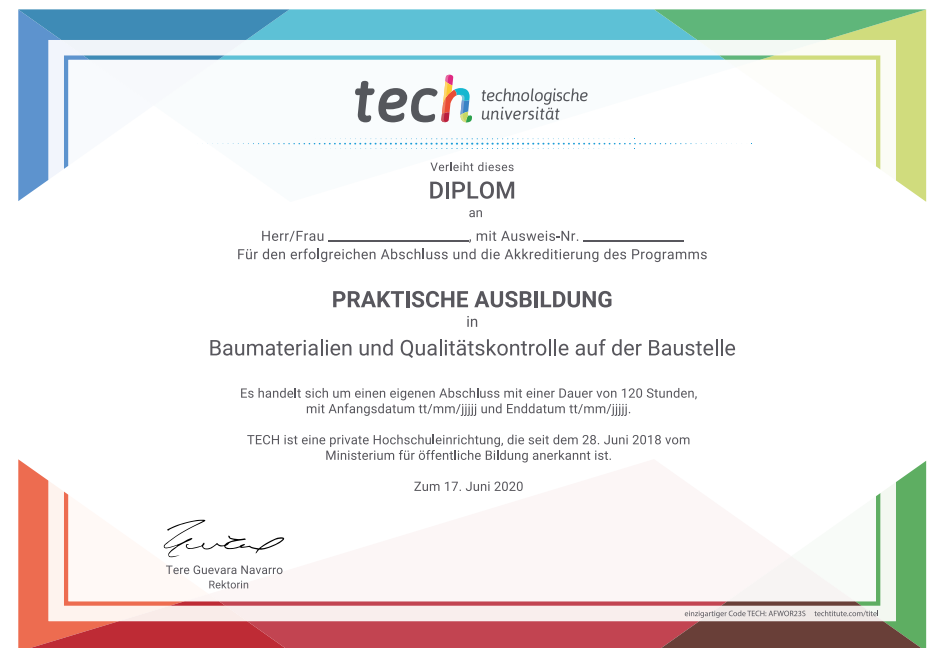 tech technologische
universität
Verleiht dieses
DIPLOM
an
Herr/Frau ____________, mit Ausweis-Nr. ____________
Für den erfolgreichen Abschluss und die Akkreditierung des Programms
PRAKTISCHE AUSBILDUNG
in
Baumaterialien und Qualitätskontrolle auf der Baustelle
Es handelt sich um einen eigenen Abschluss mit einer Dauer von 120 Stunden,
mit Anfangsdatum tt/mm/jjjjj und Enddatum tt/mm/jjjjj.
TECH ist eine private Hochschuleinrichtung, die seit dem 28. Juni 2018 vom
Ministerium für öffentliche Bildung anerkannt ist.
Zum 17. Juni 2020
Tere Guevara Navarro
Rektorin
einzigartiger Code TECH: AFWOR23S techtitute.com/titel